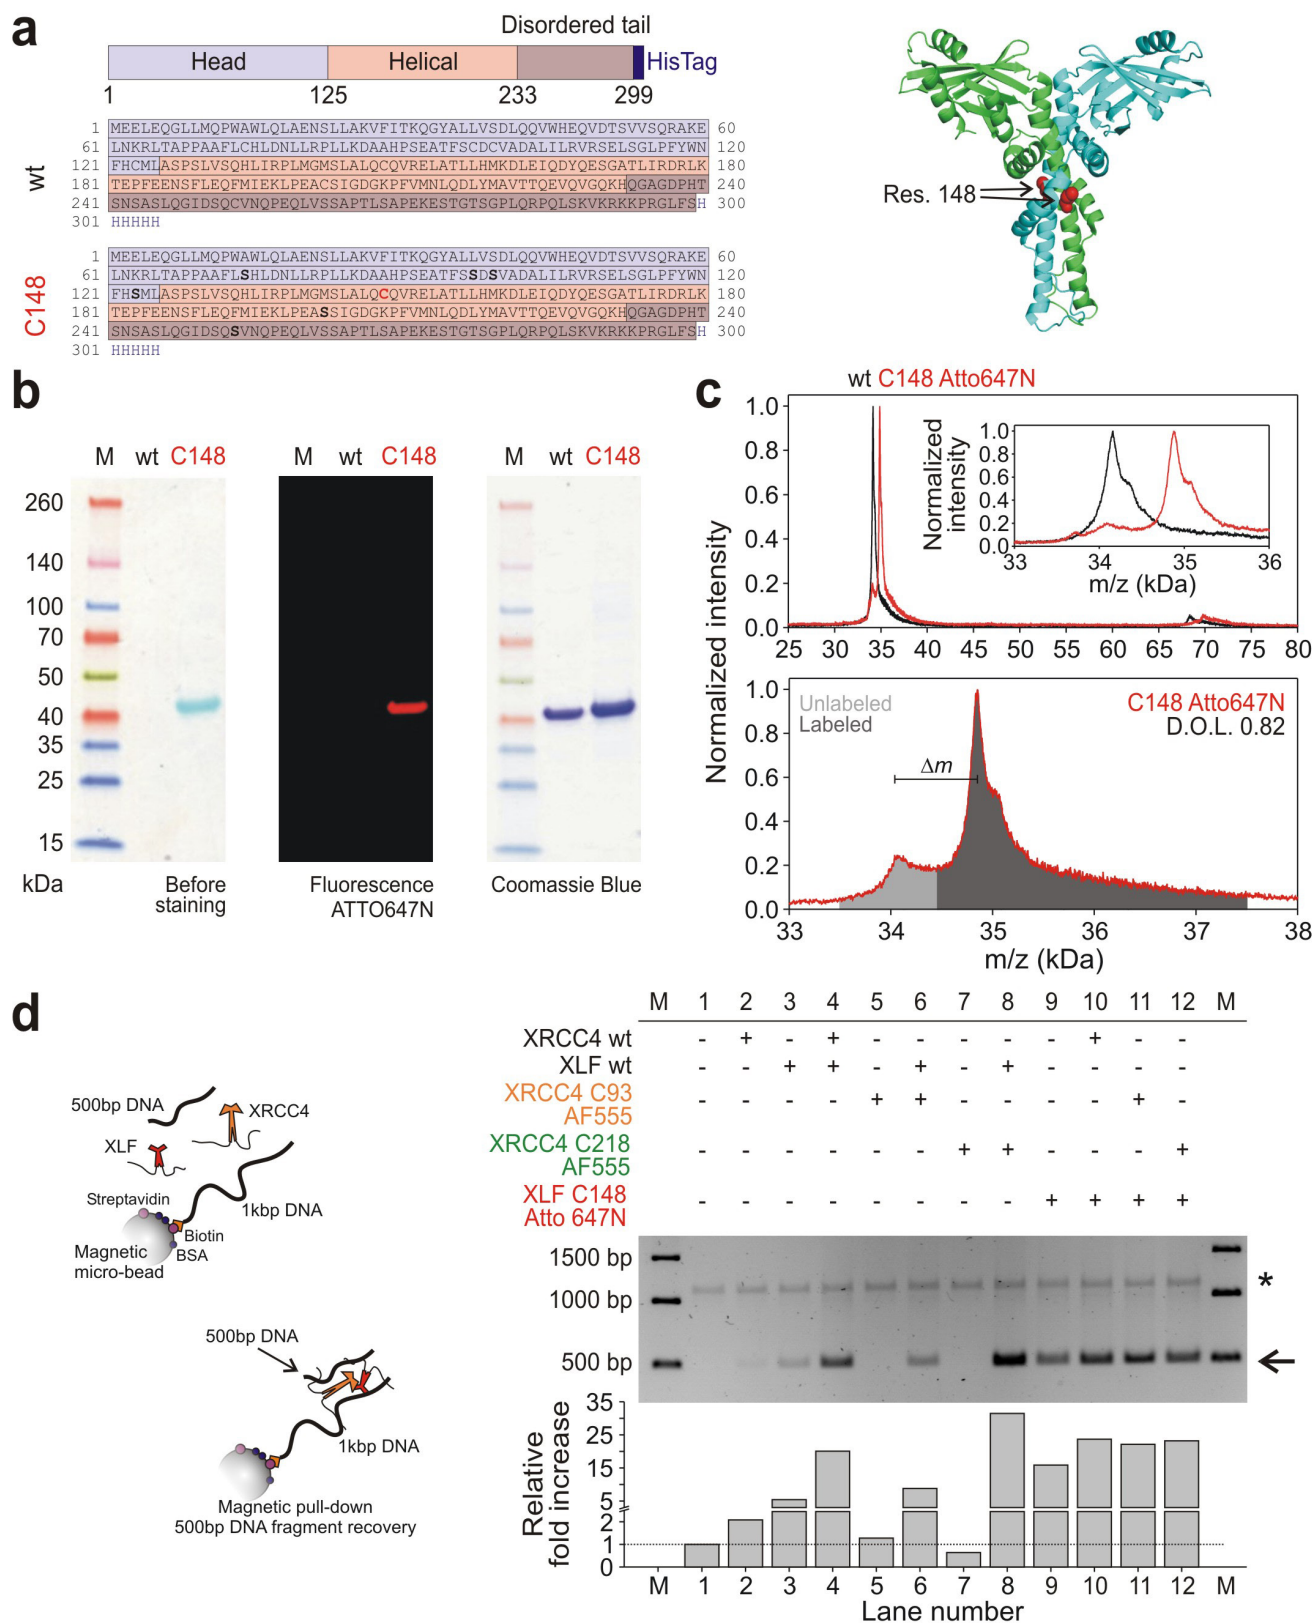 a
Disordered tail
Head
Helical
HisTag
1 125 233 299
wt
1 MEELEQGLLMQPWAWLQLAENSLLAKVFITKQGYALLVSDLQQVWHEQVDTSVVSQRAKE 60
61 LNKRLTAPPAAFLCHLDNLLRPLLKDAAHPSEATFSCDCVADALILRVRSELSGLPFYWN 120
121 FHCMLASPSLVSQHLIRPLMGMSLALQCQVRELATLLHMKDLEIQDYQESGATLIRDRLK 180
181 TEPFEENSFLEQFMIEKLPEACSIGDGKPFVMNLQDLYMAVTTQEVQVGQKHQGAGDPHT 240
241 SNSASLQGIDSQCVNQPEQLVSSAPTLSAPEKESTGTSGPLQRPQLSKVKRKKPRGLFSH 300
301 HHHHH
C148
1 MEELEQGLLMQPWAWLQLAENSLLAKVFITKQGYALLVSDLQQVWHEQVDTSVVSQRAKE 60
61 LNKRLTAPPAAFLSHLDNLLRPLLKDAAHPSEATFSSDSVADALILRVRSELSGLPFYWN 120
121 FHSMLASPSLVSQHLIRPLMGMSLALQCQVRELATLLHMKDLEIQDYQESGATLIRDRLK 180
181 TEPFEENSFLEQFMIEKLPEASSIGDGKPFVMNLQDLYMAVTTQEVQVGQKHQGAGDPHT 240
241 SNSASLQGIDSQSVNQPEQLVSSAPTLSAPEKESTGTSGPLQRPQLSKVKRKKPRGLFSH 300
301 HHHHH
Res. 148
b
M wt C148
M wt C148
M wt C148
260
140
100
70
50
40
35
25
15
kDa
Before
staining
Fluorescence
ATTO647N
Coomassie Blue
c
wt C148 Atto647N
Normalized intensity
1.0
0.8
0.6
0.4
0.2
0.0
25 30 35 40 45 50 55 60 65 70 75 80
Normalized
intensity
1.0
0.8
0.6
0.4
0.2
0.0
33 34 35 36
m/z (kDa)
Unlabeled
Labeled
C148 Atto647N
D.O.L. 0.82
Δm
1.0
0.8
0.6
0.4
0.2
0.0
33 34 35 36 37 38
m/z (kDa)
d
500bp DNA
XRCC4
XLF
1kbp DNA
Streptavidin
Biotin
BSA
Magnetic
micro-bead
500bp DNA
1kbp DNA
Magnetic pull-down
500bp DNA fragment recovery
M 1 2 3 4 5 6 7 8 9 10 11 12 M
XRCC4 wt - + - + - - - - - + - -
XLF wt - - + + - + - + - - - -
XRCC4 C93
AF555
- - - - + + - - - - + -
XRCC4 C218
AF555
- - - - - - + + - - - +
XLF C148
Atto 647N
- - - - - - - - + + + +
1500 bp
1000 bp
500 bp
*
Relative
fold increase
35
25
15
5
2
1
0
M 1 2 3 4 5 6 7 8 9 10 11 12 M
Lane number